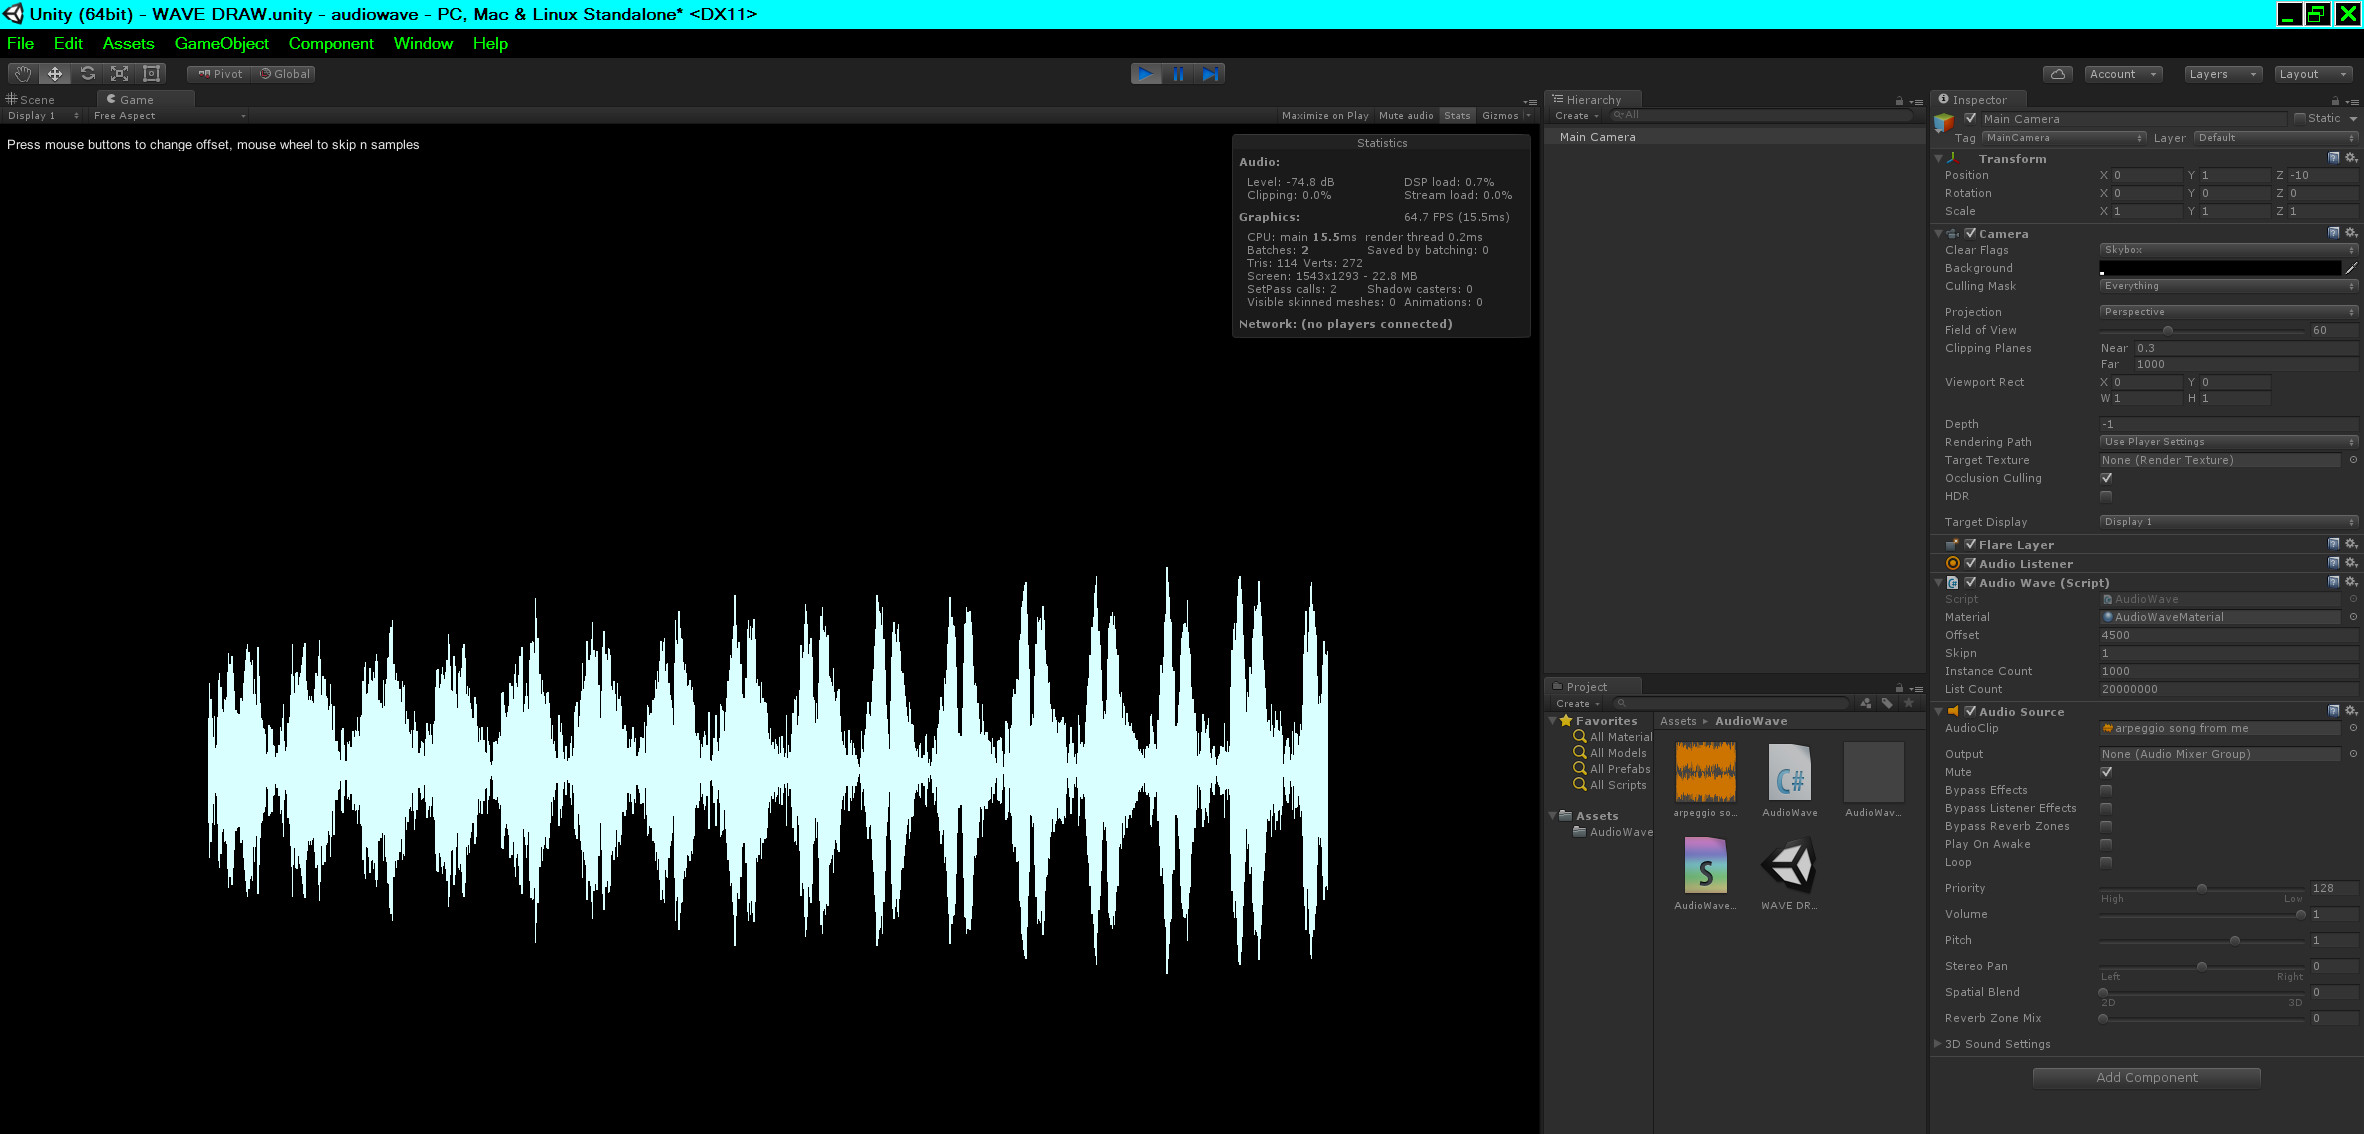 Unity (64bit) - WAVE DRAW.unity - audiowave - PC, Mac & Linux Standalone* <DX11>
File Edit Assets GameObject Component Window Help
Pivot Global
Account Layers Layout
Scene Game
Display 1 Free Aspect Maximize on Play Mute audio Stats Gizmos
Press mouse buttons to change offset, mouse wheel to skip n samples
Statistics
Audio:
Level: -74.8 dB DSP load: 0.7%
Clipping: 0.0% Stream load: 0.0%
Graphics: 64.7 FPS (15.5ms)
CPU: main 15.5ms render thread 0.2ms
Batches: 2 Saved by batching: 0
Tris: 114 Verts: 272
Screen: 1543x1293 - 22.8 MB
SetPass calls: 2 Shadow casters: 0
Visible skinned meshes: 0 Animations: 0
Network: (no players connected)
Hierarchy
Create All
Main Camera
Project
Create
Favorites
All Material
All Models
All Prefabs
All Scripts
Assets
AudioWave
Assets AudioWave
C#
arpeggio so... AudioWave AudioWav...
S
AudioWave... WAVE DR...
Inspector
Main Camera Static
Tag MainCamera Layer Default
Transform
Position X 0 Y 1 Z -10
Rotation X 0 Y 0 Z 0
Scale X 1 Y 1 Z 1
Camera
Clear Flags Skybox
Background
Culling Mask Everything
Projection Perspective
Field of View 60
Clipping Planes Near 0.3
Far 1000
Viewport Rect X 0 Y 0
W 1 H 1
Depth -1
Rendering Path Use Player Settings
Target Texture None (Render Texture)
Occlusion Culling
HDR
Target Display Display 1
Flare Layer
Audio Listener
Audio Wave (Script)
Script AudioWave
Material AudioWaveMaterial
Offset 4500
Skipn 1
Instance Count 1000
List Count 20000000
Audio Source
AudioClip arpeggio song from me
Output None (Audio Mixer Group)
Mute
Bypass Effects
Bypass Listener Effects
Bypass Reverb Zones
Play On Awake
Loop
Priority 128
High Low
Volume 1
Pitch 1
Stereo Pan 0
Left Right
Spatial Blend 0
2D 3D
Reverb Zone Mix 0
3D Sound Settings
Add Component